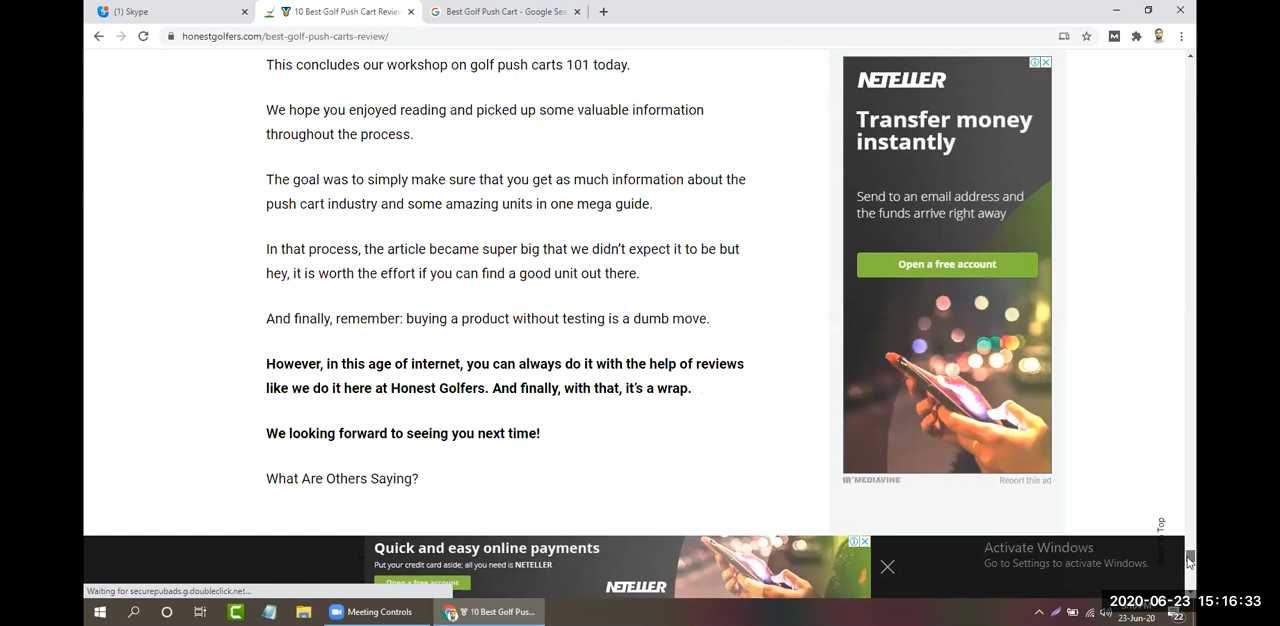 (1) Skype
10 Best Golf Push Cart Revie
Best Golf Push Cart - Google Sea
honestgolfers.com/best-golf-push-carts-review/
This concludes our workshop on golf push carts 101 today.
We hope you enjoyed reading and picked up some valuable information
throughout the process.
The goal was to simply make sure that you get as much information about the
push cart industry and some amazing units in one mega guide.
In that process, the article became super big that we didn't expect it to be but
hey, it is worth the effort if you can find a good unit out there.
And finally, remember: buying a product without testing is a dumb move.
However, in this age of internet, you can always do it with the help of reviews
like we do it here at Honest Golfers. And finally, with that, it's a wrap.
We looking forward to seeing you next time!
What Are Others Saying?
NETELLER
Transfer money
instantly
Send to an email address and
the funds arrive right away
Open a free account
MEDIAVINE
Report this ad
Top
Quick and easy online payments
Put your credit card aside; all you need is NETELLER
Open a free account
NETELLER
Activate Windows
Go to Settings to activate Windows.
Waiting for securepubads.g.doubleclick.net...
Meeting Controls
10 Best Golf Pus...
2020-06-23 15:16:33
23-Jun-20
22